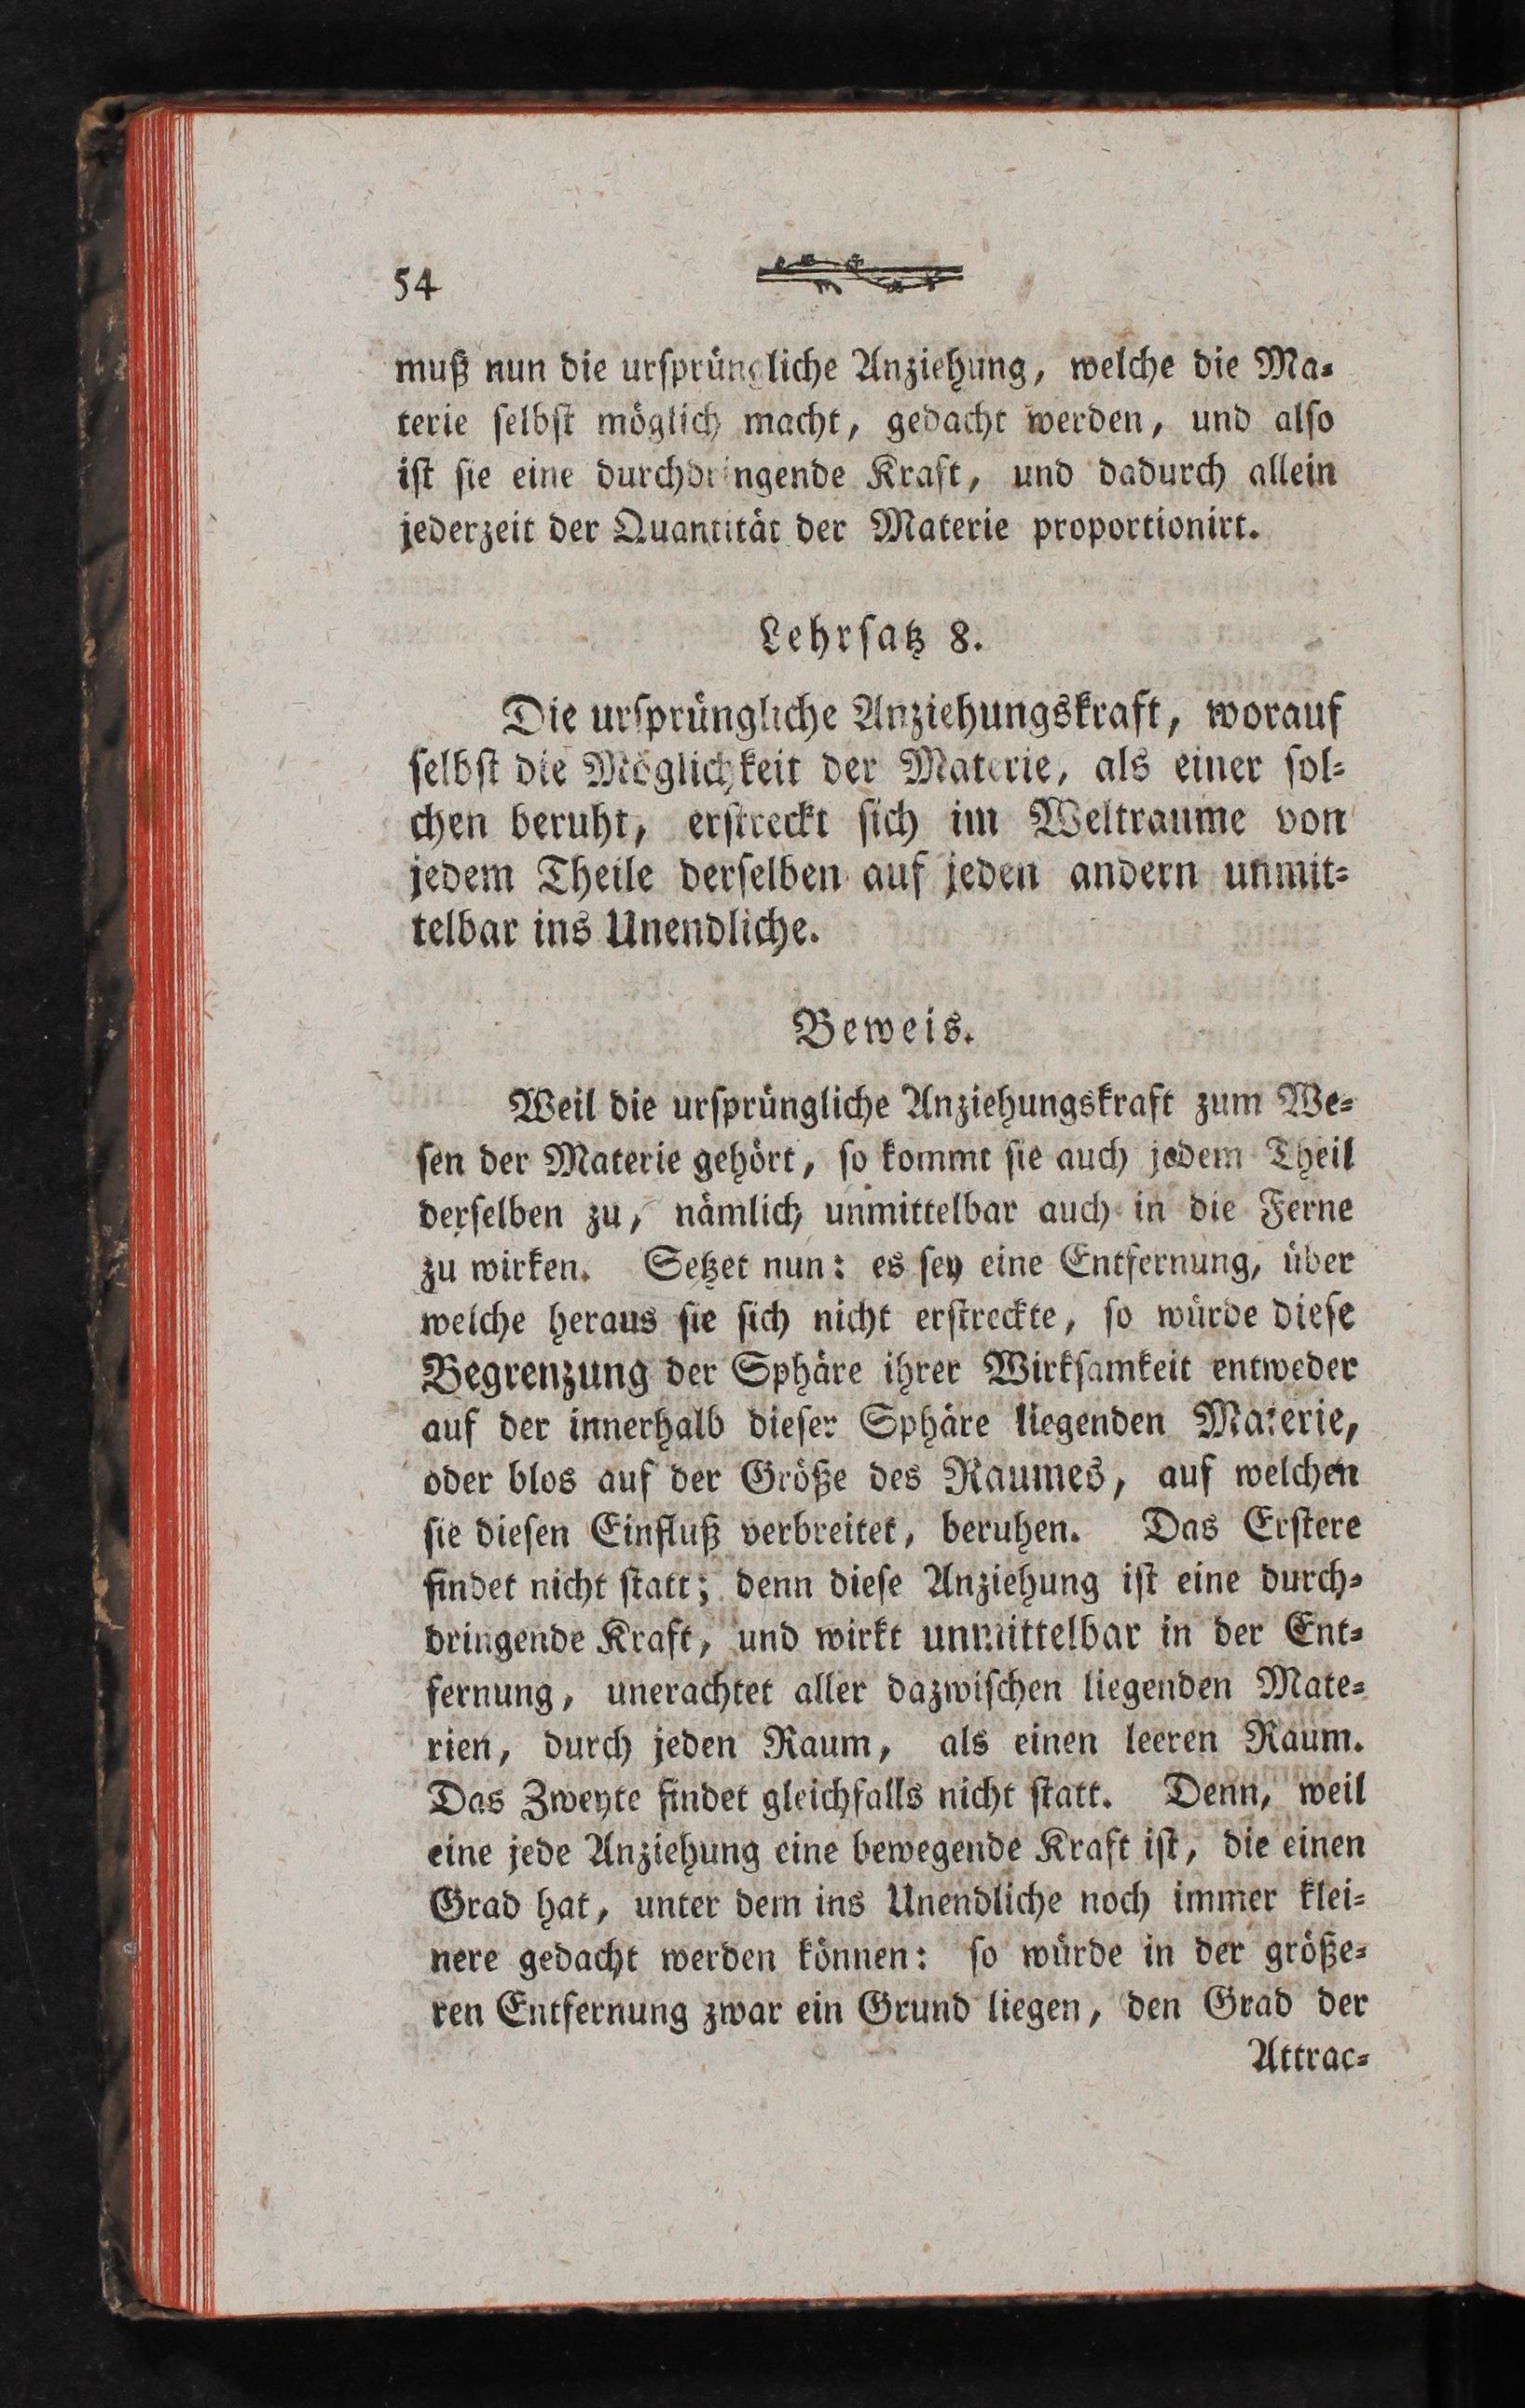 54
muß nun die ursprüngliche Anziehung, welche die Ma-
terie selbst möglich macht, gedacht werden, und also
ist sie eine durchdringende Kraft, und dadurch allein
jederzeit der Quantität der Materie proportionirt.
Lehrsatz 8.
Die ursprüngliche Anziehungskraft, worauf
selbst die Möglichkeit der Materie, als einer sol-
chen beruht, erstreckt sich im Weltraume von
jedem Theile derselben auf jeden andern unmit-
telbar ins Unendliche.
Beweis.
Weil die ursprüngliche Anziehungskraft zum We-
sen der Materie gehört, so kommt sie auch jedem Theil
derselben zu, nämlich unmittelbar auch in die Ferne
zu wirken. Setzet nun: es sey eine Entfernung, über
welche heraus sie sich nicht erstreckte, so würde diese
Begrenzung der Sphäre ihrer Wirksamkeit entweder
auf der innerhalb dieser Sphäre liegenden Materie,
oder blos auf der Größe des Raumes, auf welchen
sie diesen Einfluß verbreitet, beruhen. Das Erstere
findet nicht statt; denn diese Anziehung ist eine durch-
dringende Kraft, und wirkt unmittelbar in der Ent-
fernung, unerachtet aller dazwischen liegenden Mate-
rien, durch jeden Raum, als einen leeren Raum.
Das Zweyte findet gleichfalls nicht statt. Denn, weil
eine jede Anziehung eine bewegende Kraft ist, die einen
Grad hat, unter dem ins Unendliche noch immer klei-
nere gedacht werden können: so würde in der größe-
ren Entfernung zwar ein Grund liegen, den Grad der
Attrac-